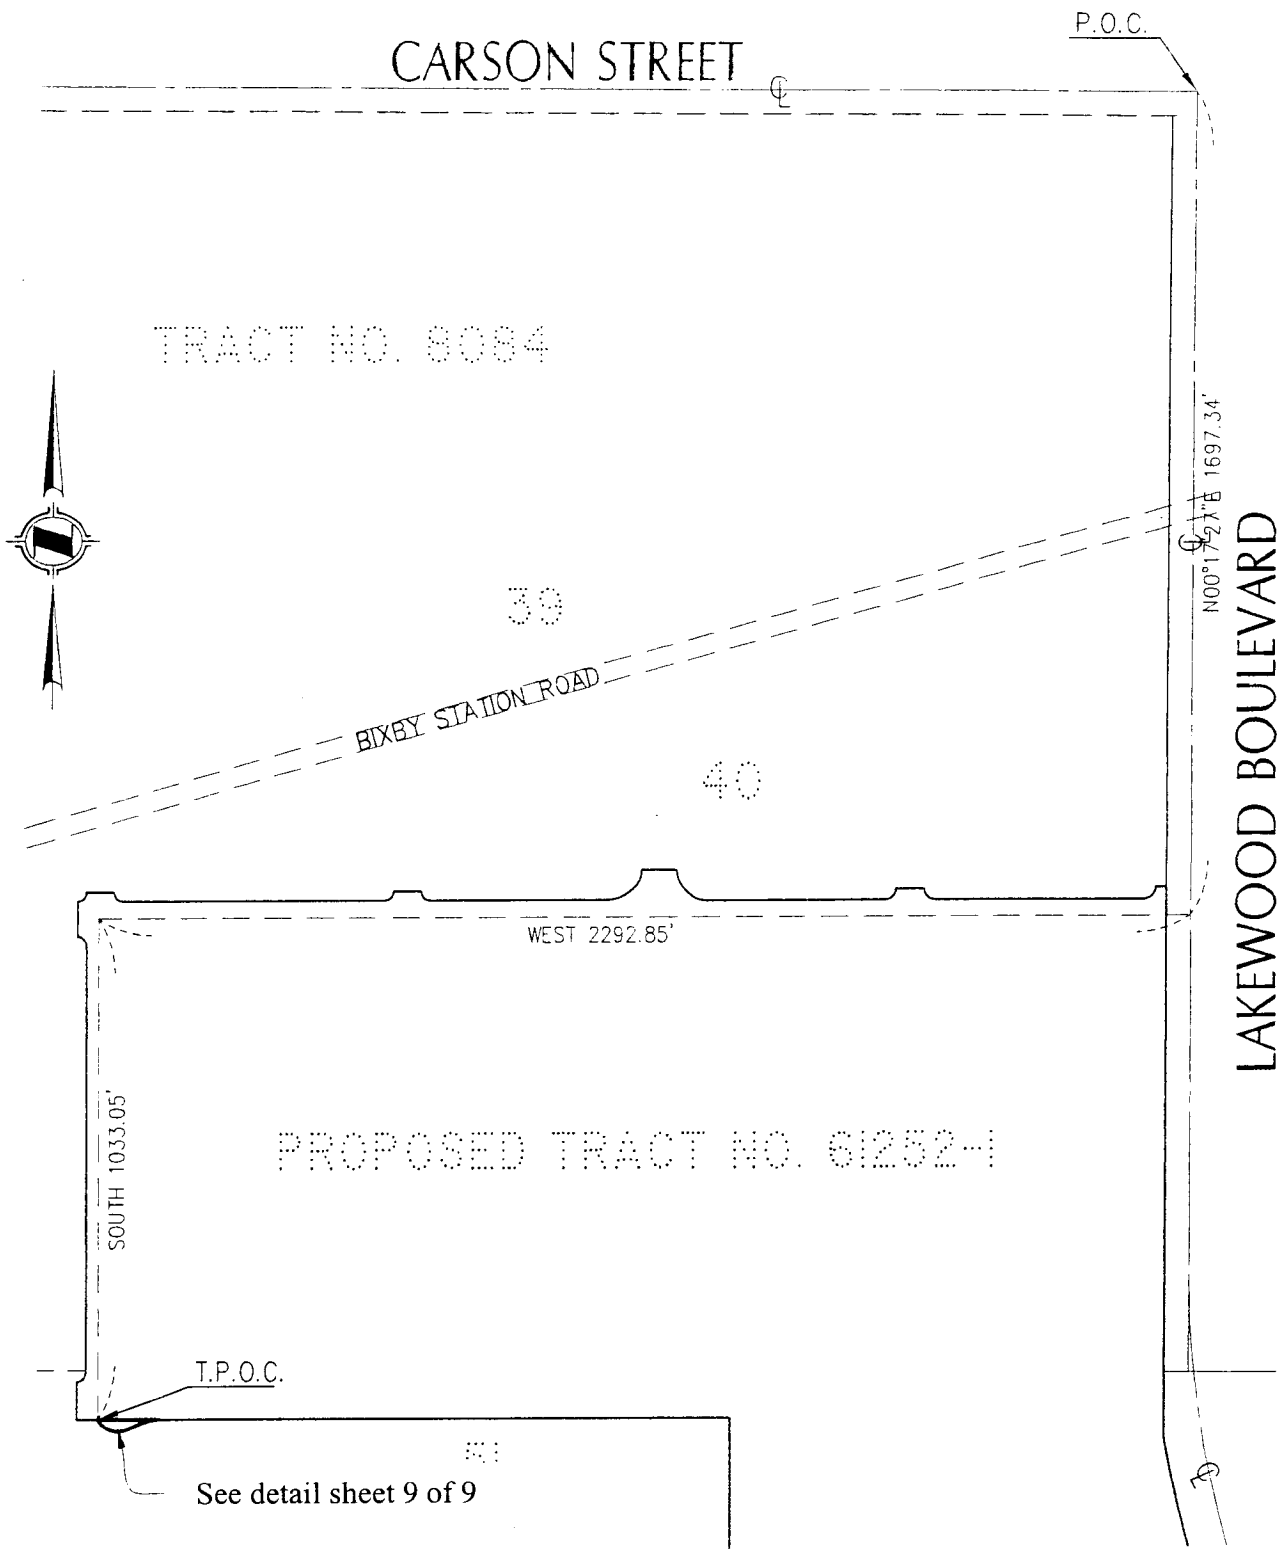 P.O.C.
CARSON STREET
℄
TRACT NO. 8084
N00°17'27"E 1697.34'
℄
39
LAKEWOOD BOULEVARD
BIXBY STATION ROAD
40
WEST 2292.85'
SOUTH 1033.05'
PROPOSED TRACT NO. 61252-1
T.P.O.C.
℄
See detail sheet 9 of 9